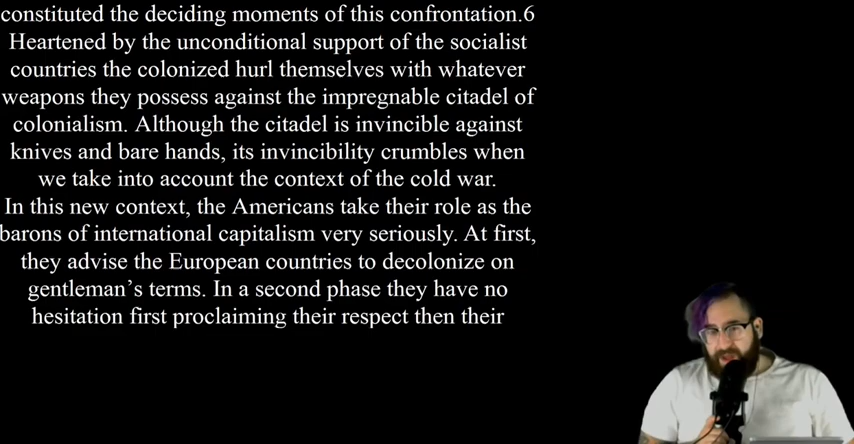 constituted the deciding moments of this confrontation.6
Heartened by the unconditional support of the socialist
countries the colonized hurl themselves with whatever
weapons they possess against the impregnable citadel of
colonialism. Although the citadel is invincible against
knives and bare hands, its invincibility crumbles when
we take into account the context of the cold war.
In this new context, the Americans take their role as the
barons of international capitalism very seriously. At first,
they advise the European countries to decolonize on
gentleman's terms. In a second phase they have no
hesitation first proclaiming their respect then their